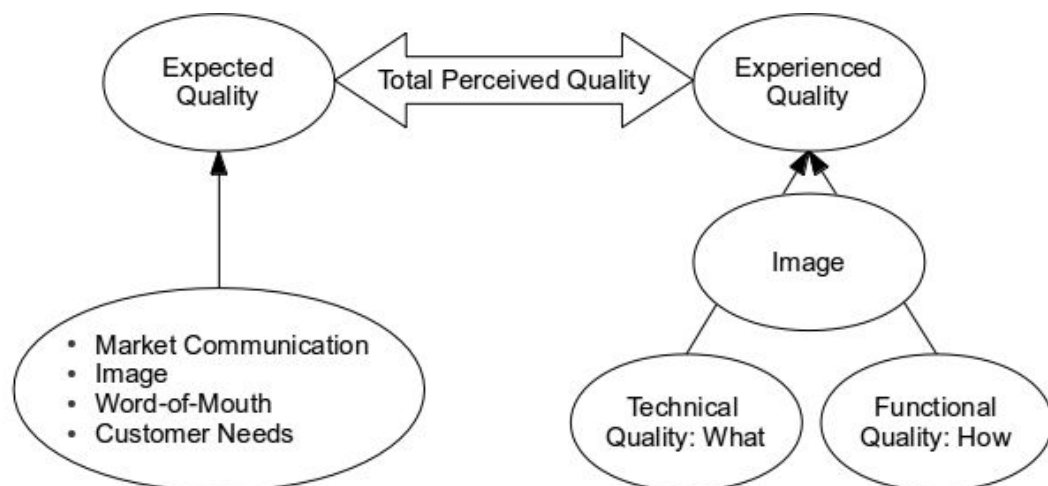 Expected
Quality
Total Perceived Quality
Experienced
Quality
Image
• Market Communication
• Image
• Word-of-Mouth
• Customer Needs
Technical
Quality: What
Functional
Quality: How